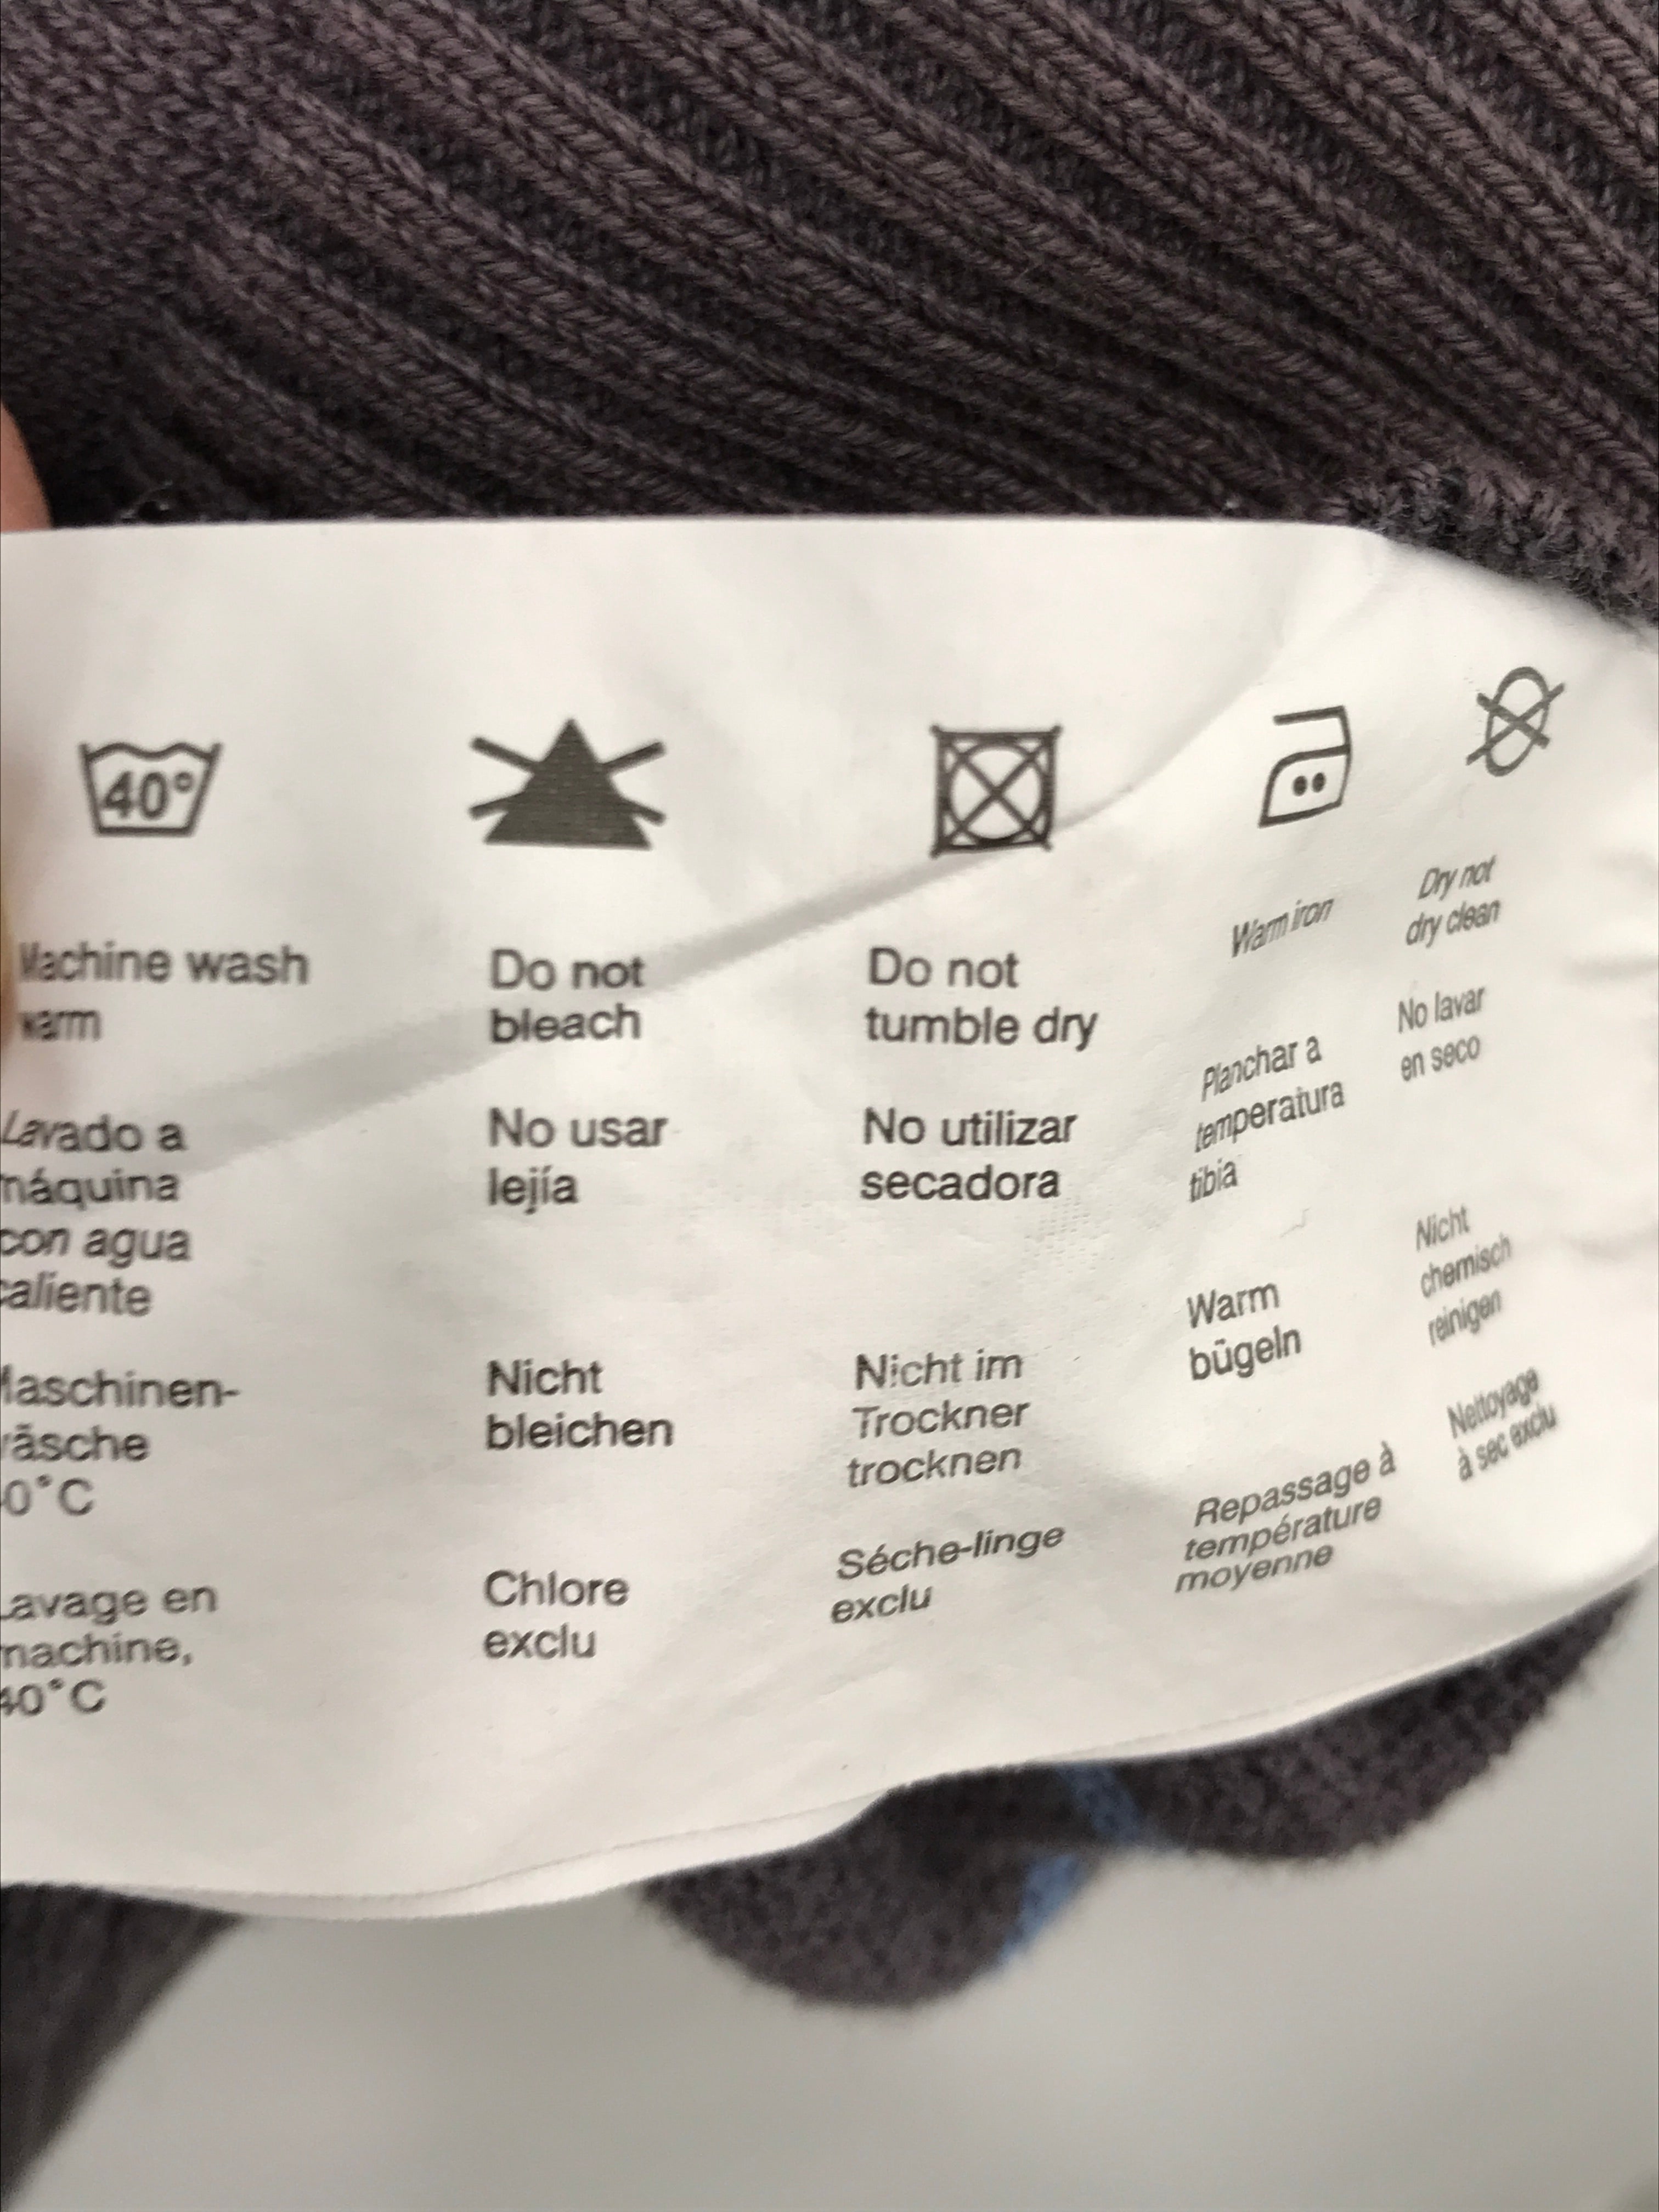 40°
Machine wash
warm
Do not
bleach
Do not
tumble dry
Warm iron
Dry not
dry clean
Lavado a
máquina
con agua
caliente
No usar
lejía
No utilizar
secadora
Planchar a
temperatura
tibia
No lavar
en seco
Maschinen-
väsche
0°C
Nicht
bleichen
Nicht im
Trockner
trocknen
Warm
bügeln
Nicht
chemisch
reinigen
Lavage en
machine,
40°C
Chlore
exclu
Séche-linge
exclu
Repassage à
température
moyenne
Nettoyage
à sec exclu